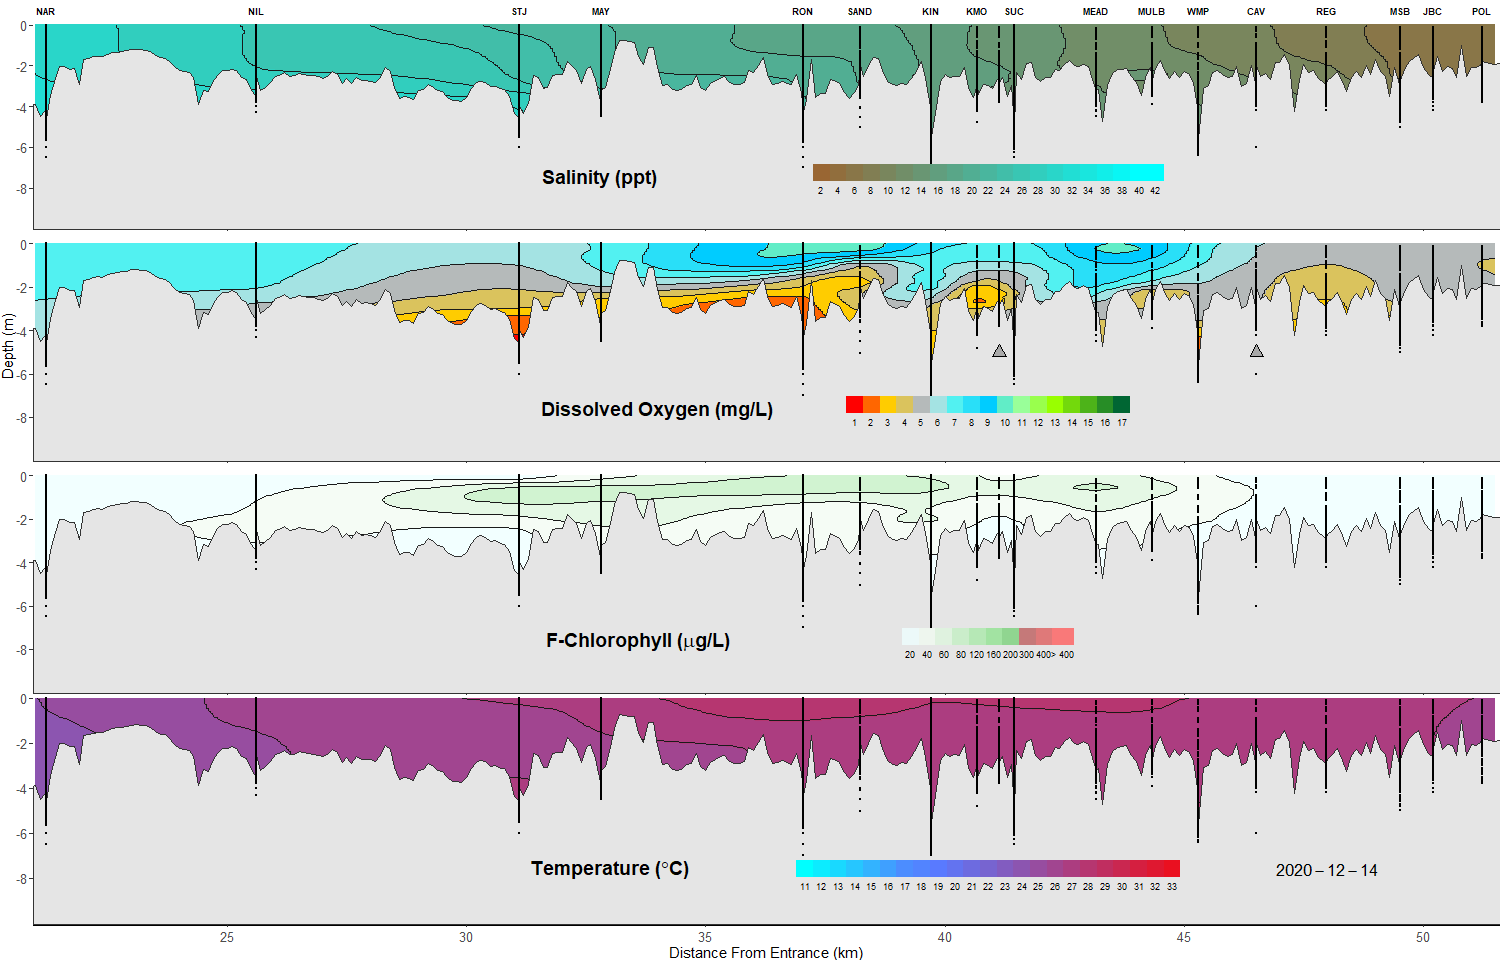 NAR NIL STJ MAY RON SAND KIN KMO SUC MEAD MULB WMP CAV REG MSB JBC POL
0
-2
-4
-6
-8
Salinity (ppt)
2 4 6 8 10 12 14 16 18 20 22 24 26 28 30 32 34 36 38 40 42
0
-2
-4
-6
-8
Depth (m)
Dissolved Oxygen (mg/L)
1 2 3 4 5 6 7 8 9 10 11 12 13 14 15 16 17
0
-2
-4
-6
-8
F-Chlorophyll (μg/L)
20 40 60 80 120 160 200 300 400> 400
0
-2
-4
-6
-8
Temperature (°C)
11 12 13 14 15 16 17 18 19 20 21 22 23 24 25 26 27 28 29 30 31 32 33
2020 – 12 – 14
25 30 35 40 45 50
Distance From Entrance (km)